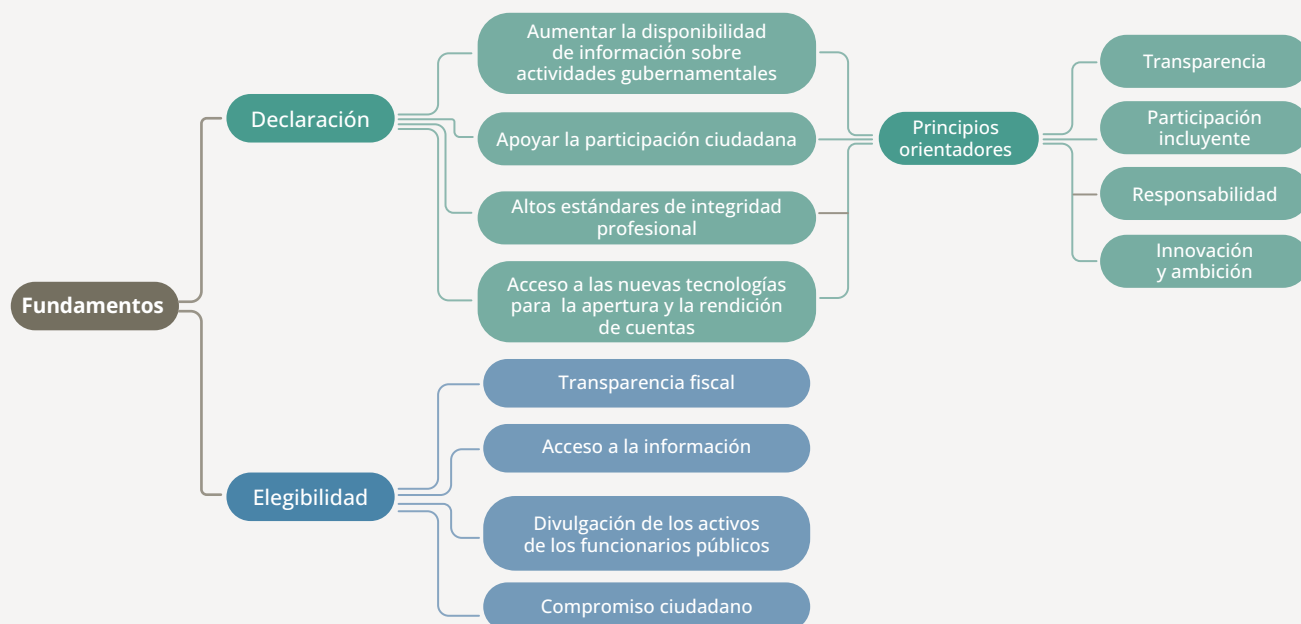 Fundamentos
Declaración
Aumentar la disponibilidad
de información sobre
actividades gubernamentales
Apoyar la participación ciudadana
Altos estándares de integridad
profesional
Acceso a las nuevas tecnologías
para la apertura y la rendición
de cuentas
Principios
orientadores
Transparencia
Participación
incluyente
Responsabilidad
Innovación
y ambición
Elegibilidad
Transparencia fiscal
Acceso a la información
Divulgación de los activos
de los funcionarios públicos
Compromiso ciudadano